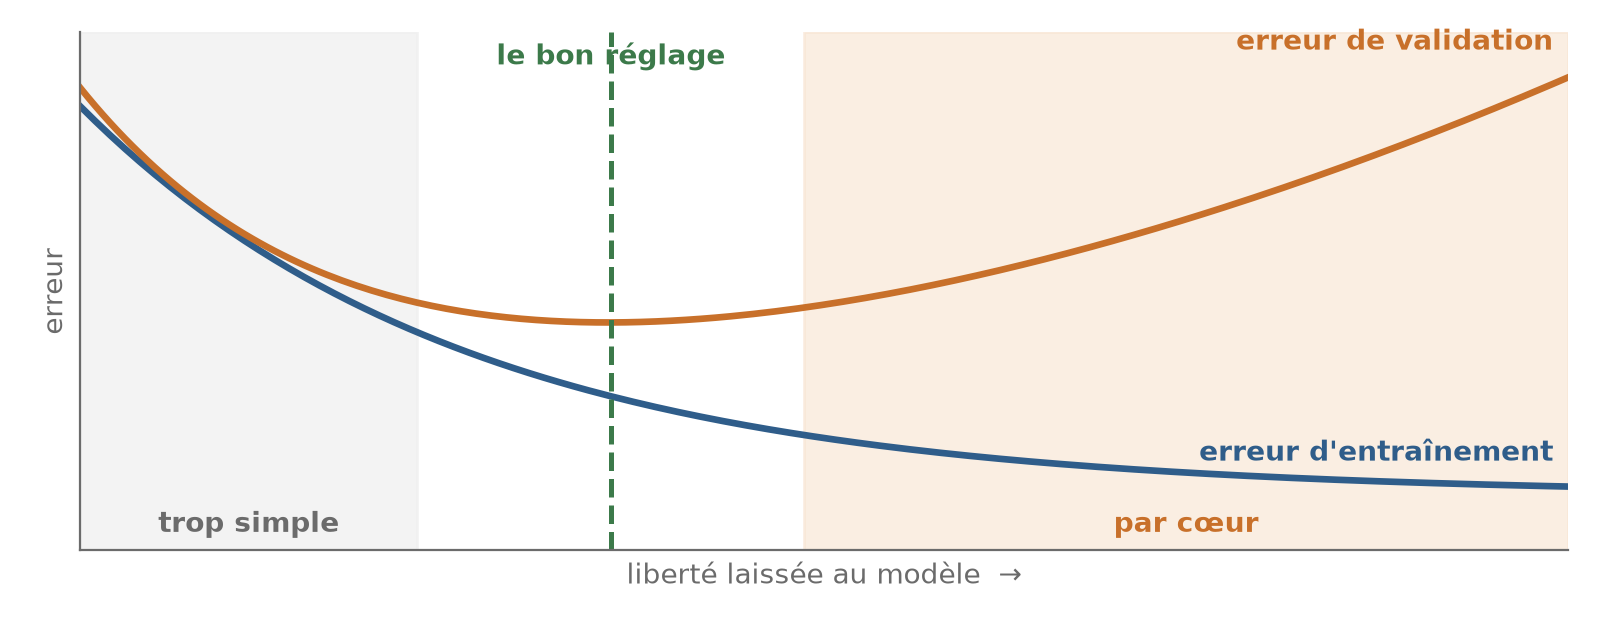 erreur de validation
le bon réglage
erreur
erreur d'entraînement
trop simple
par cœur
liberté laissée au modèle →